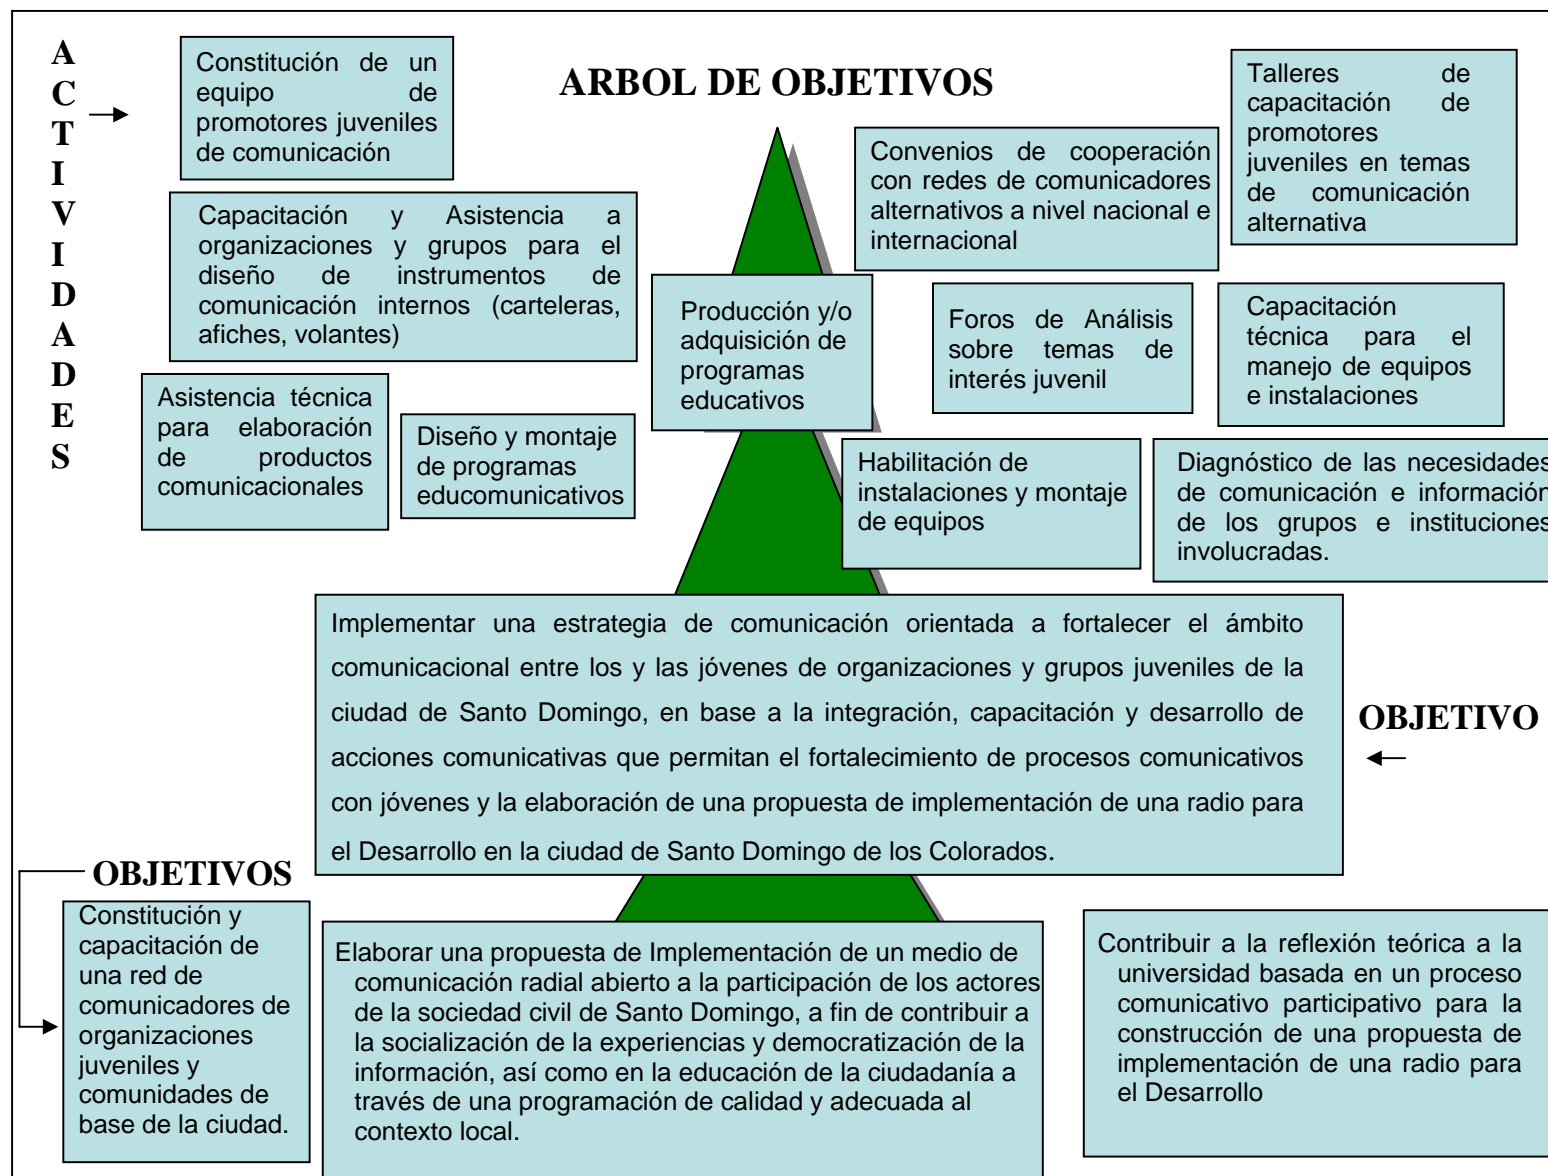 ARBOL DE OBJETIVOS
A
C
T
I
V
I
D
A
D
E
S
Constitución de un
equipo de
promotores juveniles
de comunicación
Capacitación y Asistencia a
organizaciones y grupos para el
diseño de instrumentos de
comunicación internos (carteleras,
afiches, volantes)
Asistencia técnica
para elaboración
de productos
comunicacionales
Diseño y montaje
de programas
educomunicativos
Producción y/o
adquisición de
programas
educativos
Convenios de cooperación
con redes de comunicadores
alternativos a nivel nacional e
internacional
Talleres de
capacitación de
promotores
juveniles en temas
de comunicación
alternativa
Foros de Análisis
sobre temas de
interés juvenil
Capacitación
técnica para el
manejo de equipos
e instalaciones
Habilitación de
instalaciones y montaje
de equipos
Diagnóstico de las necesidades
de comunicación e información
de los grupos e instituciones
involucradas.
Implementar una estrategia de comunicación orientada a fortalecer el ámbito
comunicacional entre los y las jóvenes de organizaciones y grupos juveniles de la
ciudad de Santo Domingo, en base a la integración, capacitación y desarrollo de
acciones comunicativas que permitan el fortalecimiento de procesos comunicativos
con jóvenes y la elaboración de una propuesta de implementación de una radio para
el Desarrollo en la ciudad de Santo Domingo de los Colorados.
OBJETIVO
OBJETIVOS
Constitución y
capacitación de
una red de
comunicadores de
organizaciones
juveniles y
comunidades de
base de la ciudad.
Elaborar una propuesta de Implementación de un medio de
comunicación radial abierto a la participación de los actores
de la sociedad civil de Santo Domingo, a fin de contribuir a
la socialización de la experiencias y democratización de la
información, así como en la educación de la ciudadanía a
través de una programación de calidad y adecuada al
contexto local.
Contribuir a la reflexión teórica a la
universidad basada en un proceso
comunicativo participativo para la
construcción de una propuesta de
implementación de una radio para
el Desarrollo